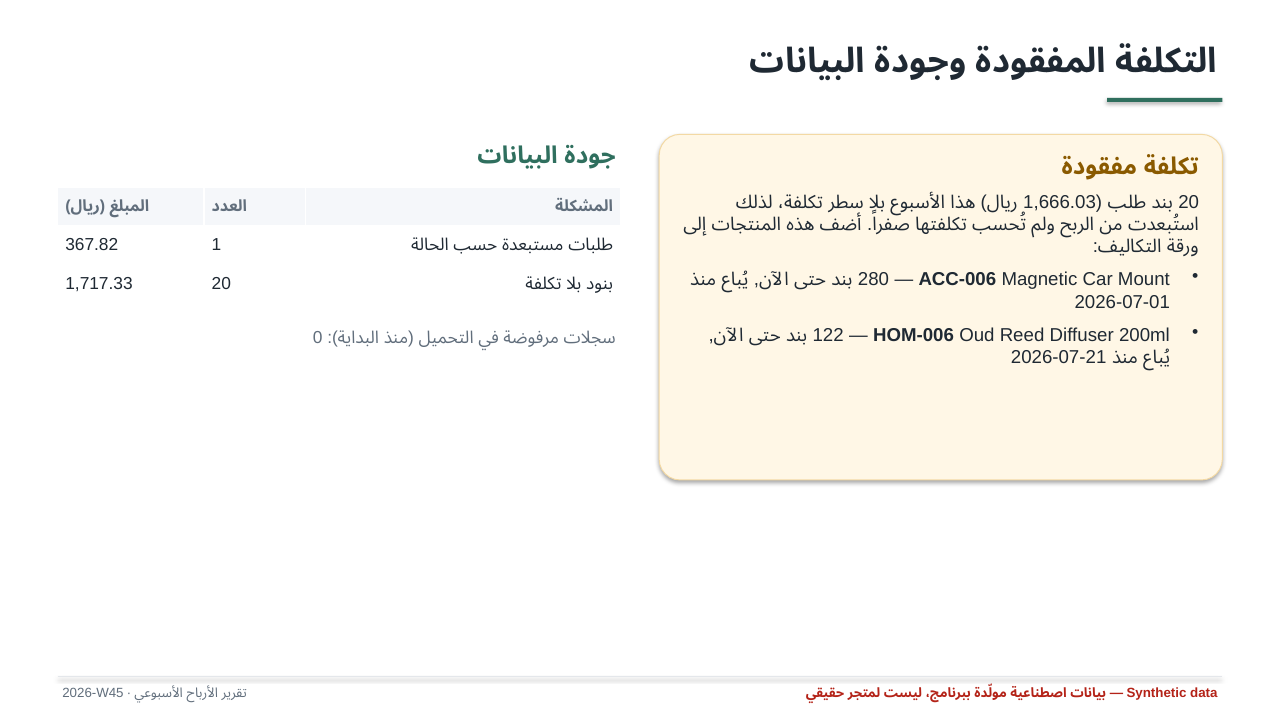 التكلفة المفقودة وجودة البيانات
تكلفة مفقودة
20 بند طلب (1,666.03 ريال) هذا الأسبوع بلا سطر تكلفة، لذلك
استُبعدت من الربح ولم تُحسب تكلفتها صفراً. أضف هذه المنتجات إلى
ورقة التكاليف:
• ACC-006 Magnetic Car Mount — 280 بند حتى الآن, يُباع منذ
2026-07-01
• HOM-006 Oud Reed Diffuser 200ml — 122 بند حتى الآن,
يُباع منذ 2026-07-21
جودة البيانات
المشكلة العدد المبلغ (ريال)
طلبات مستبعدة حسب الحالة 1 367.82
بنود بلا تكلفة 20 1,717.33
سجلات مرفوضة في التحميل (منذ البداية): 0
Synthetic data — بيانات اصطناعية مولّدة ببرنامج، ليست لمتجر حقيقي
تقرير الأرباح الأسبوعي · 2026-W45